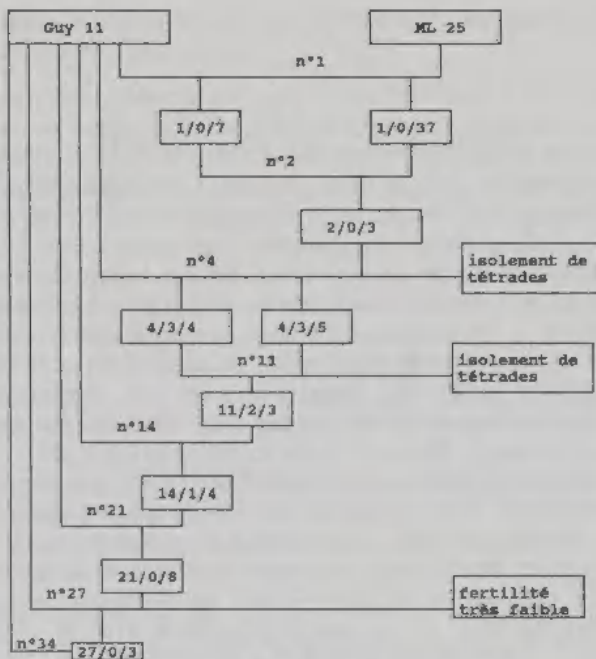 Guy 11
ML 25
n°1
1/0/7
1/0/37
n°2
2/0/3
n°4
isolement de
tétrades
4/3/4
4/3/5
n°11
isolement de
tétrades
11/2/3
n°14
14/1/4
n°21
21/0/8
n°27
fertilité
très faible
n°34
27/0/3